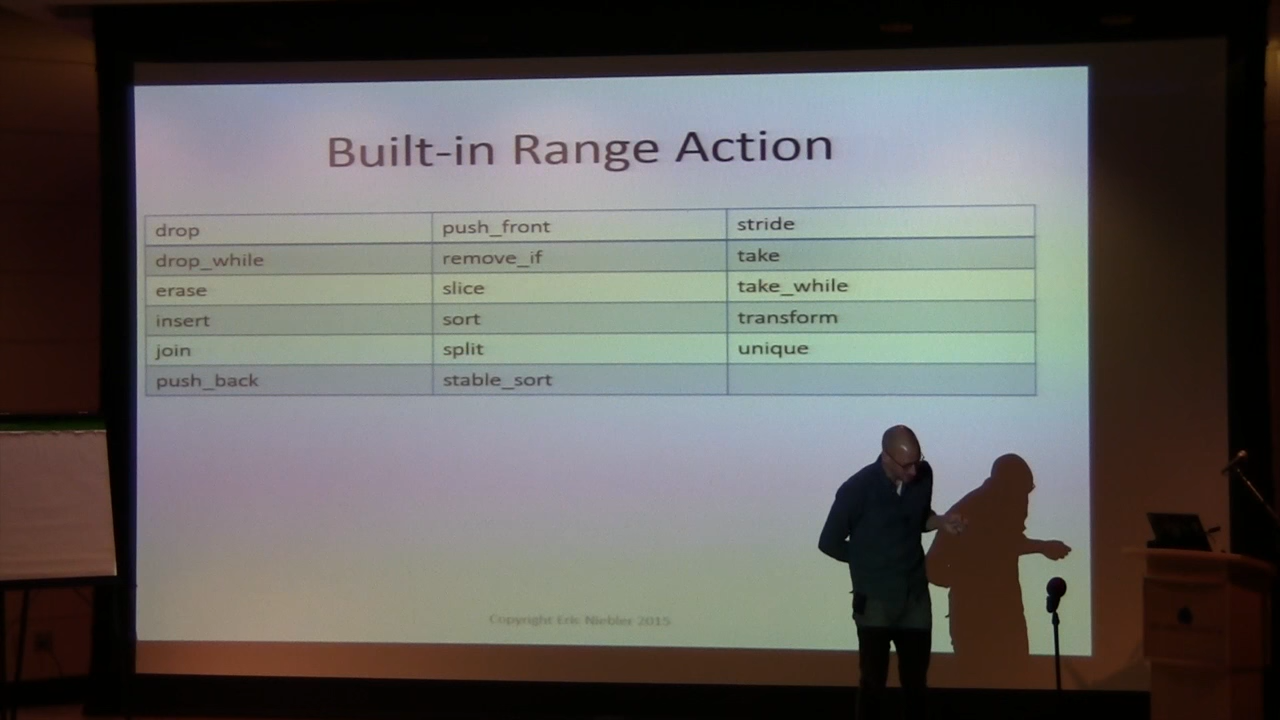 Built-in Range Action
drop push_front stride
drop_while remove_if take
erase slice take_while
insert sort transform
join split unique
push_back stable_sort
Copyright Eric Niebler 2015